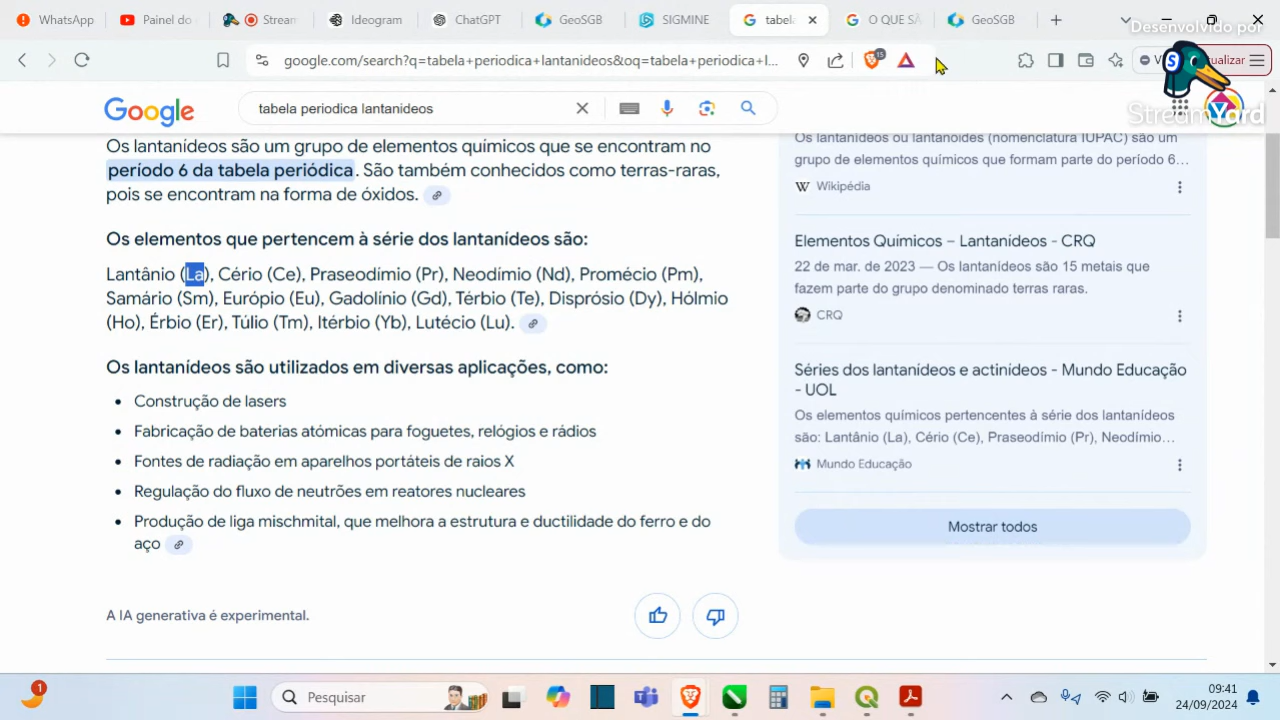 WhatsApp
Painel do
Stream
Ideogram
ChatGPT
GeoSGB
SIGMINE
tabel
O QUE SÃ
GeoSGB
Desenvolvido por
google.com/search?q=tabela+periodica+lantanideos&oq=tabela+periodica+l...
15
V
ualizar
StreamYard
Google
tabela periodica lantanideos
Os lantanídeos são um grupo de elementos químicos que se encontram no
período 6 da tabela periódica. São também conhecidos como terras-raras,
pois se encontram na forma de óxidos.
Os elementos que pertencem à série dos lantanídeos são:
Lantânio (La), Cério (Ce), Praseodímio (Pr), Neodímio (Nd), Promécio (Pm),
Samário (Sm), Európio (Eu), Gadolínio (Gd), Térbio (Te), Disprósio (Dy), Hólmio
(Ho), Érbio (Er), Túlio (Tm), Itérbio (Yb), Lutécio (Lu).
Os lantanídeos são utilizados em diversas aplicações, como:
• Construção de lasers
• Fabricação de baterias atómicas para foguetes, relógios e rádios
• Fontes de radiação em aparelhos portáteis de raios X
• Regulação do fluxo de neutrões em reatores nucleares
• Produção de liga mischmital, que melhora a estrutura e ductilidade do ferro e do
aço
A IA generativa é experimental.
Os lantanídeos ou lantanoides (nomenclatura IUPAC) são um
grupo de elementos químicos que formam parte do período 6...
W Wikipédia
Elementos Químicos – Lantanídeos - CRQ
22 de mar. de 2023 — Os lantanídeos são 15 metais que
fazem parte do grupo denominado terras raras.
CRQ
Séries dos lantanídeos e actinídeos - Mundo Educação
- UOL
Os elementos químicos pertencentes à série dos lantanídeos
são: Lantânio (La), Cério (Ce), Praseodímio (Pr), Neodímio...
Mundo Educação
Mostrar todos
1
Pesquisar
09:41
24/09/2024